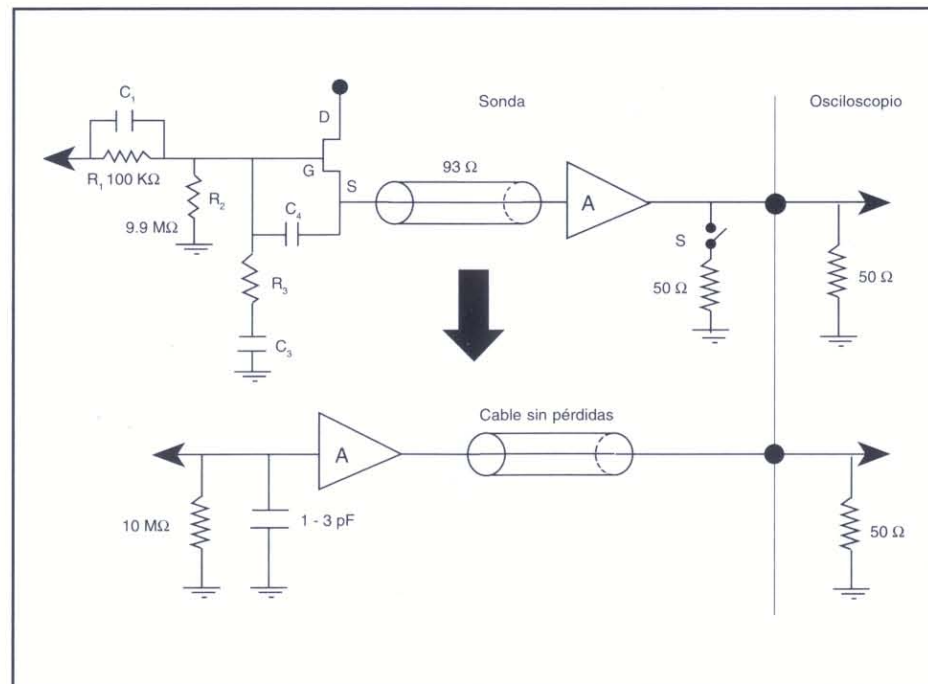 C₁
D
Sonda
Osciloscopio
R₁ 100 KΩ
G
S
93 Ω
A
R₂
9.9 MΩ
C₄
S
R₃
50 Ω
50 Ω
C₃
Cable sin pérdidas
A
10 MΩ
1 - 3 pF
50 Ω